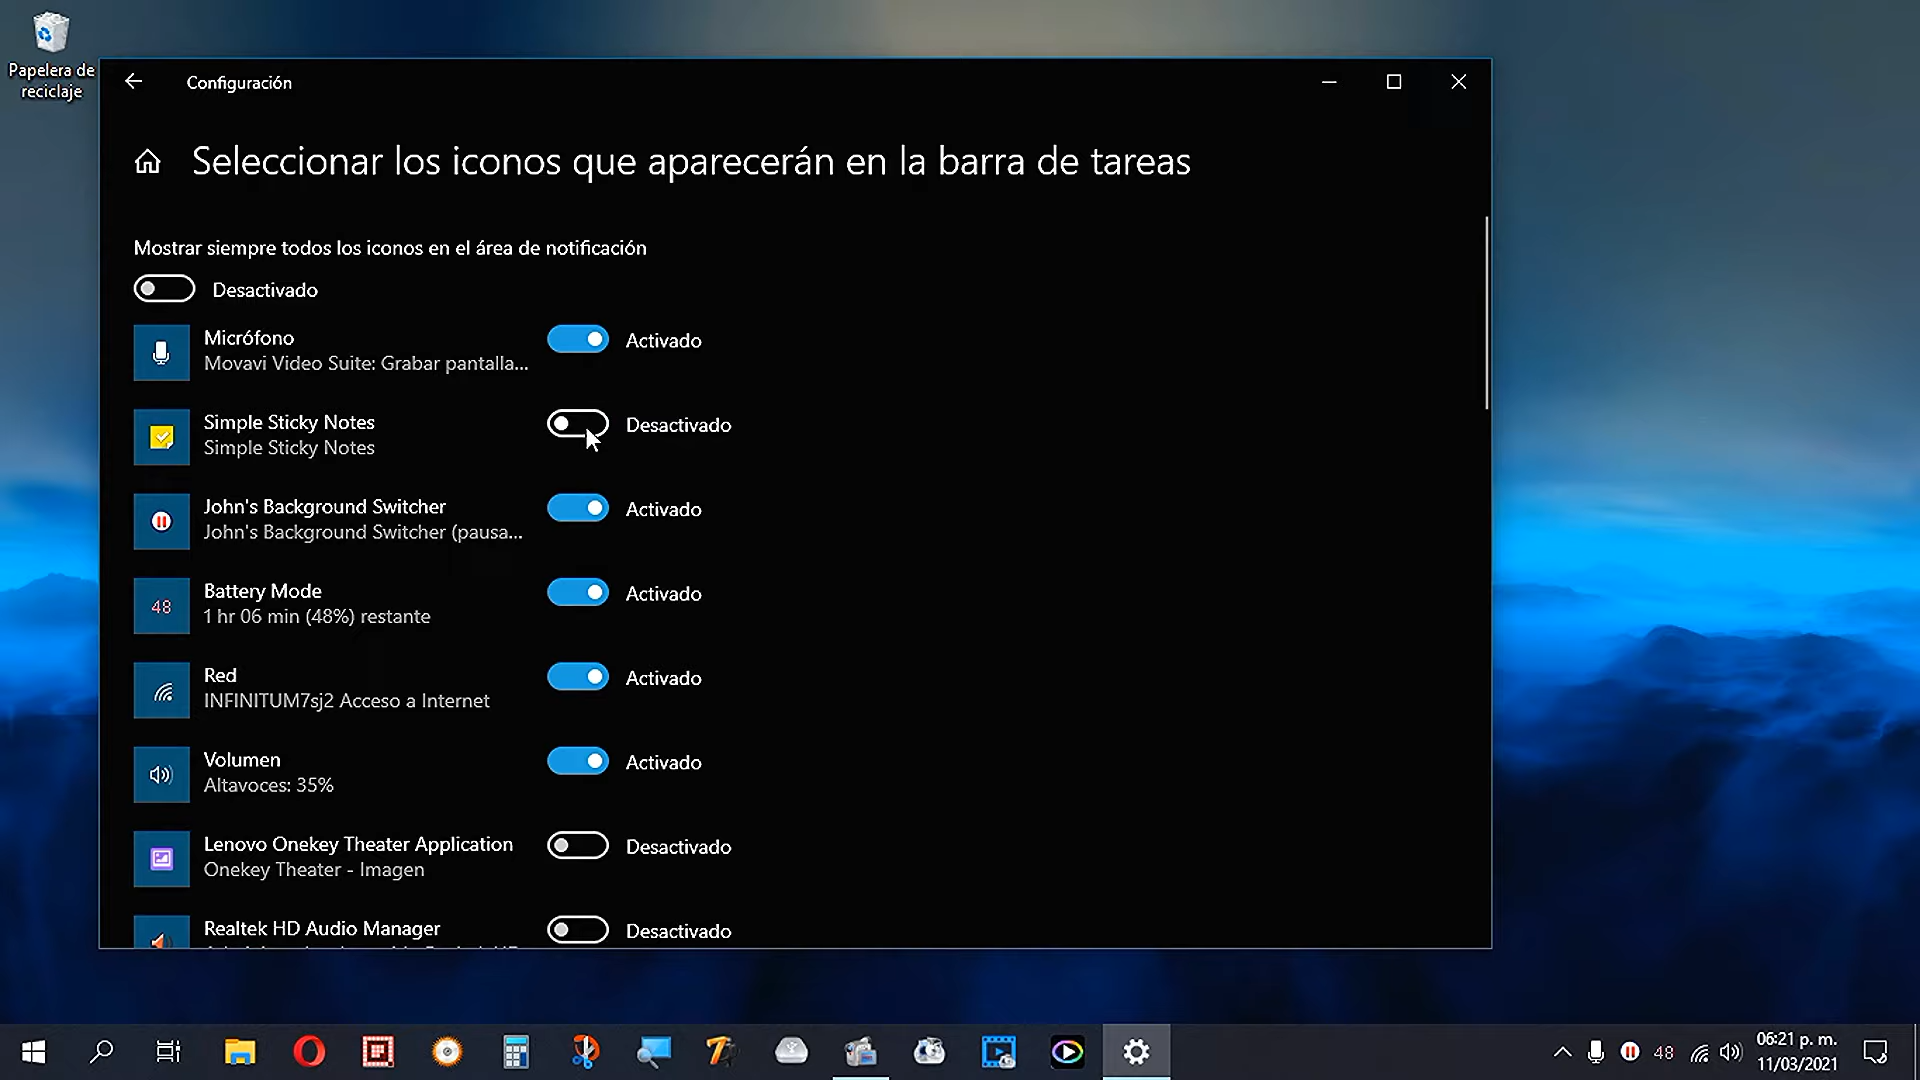 Papelera de
reciclaje
Configuración
Seleccionar los iconos que aparecerán en la barra de tareas
Mostrar siempre todos los iconos en el área de notificación
Desactivado
Micrófono
Movavi Video Suite: Grabar pantalla...
Activado
Simple Sticky Notes
Simple Sticky Notes
Desactivado
John's Background Switcher
John's Background Switcher (pausa...
Activado
48
Battery Mode
1 hr 06 min (48%) restante
Activado
Red
INFINITUM7sj2 Acceso a Internet
Activado
Volumen
Altavoces: 35%
Activado
Lenovo Onekey Theater Application
Onekey Theater - Imagen
Desactivado
Realtek HD Audio Manager
Desactivado
48
06:21 p. m.
11/03/2021